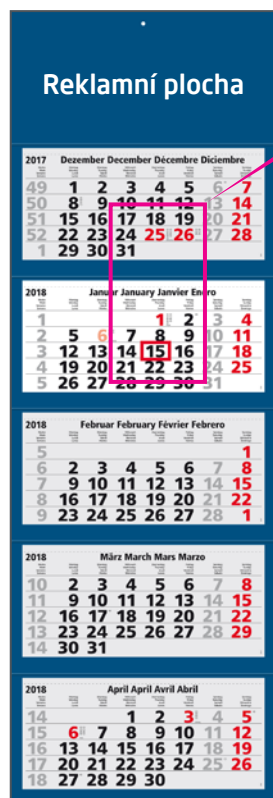 Reklamní plocha
2017 Dezember December Décembre Diciembre
49 1 2 3 4 5 6 7
50 8 9 10 11 12 13 14
51 15 16 17 18 19 20 21
52 22 23 24 25 26 27 28
1 29 30 31
2018 Januar January Janvier Enero
1 1 2 3 4
2 5 6 7 8 9 10 11
3 12 13 14 15 16 17 18
4 19 20 21 22 23 24 25
5 26 27 28 29 30 31
2018 Februar February Février Febrero
5 1
6 2 3 4 5 6 7 8
7 9 10 11 12 13 14 15
8 16 17 18 19 20 21 22
9 23 24 25 26 27 28 1
2018 März March Mars Marzo
10 2 3 4 5 6 7 8
11 9 10 11 12 13 14 15
12 16 17 18 19 20 21 22
13 23 24 25 26 27 28 29
14 30 31
2018 April April Avril Abril
14 1 2 3 4 5
15 6 7 8 9 10 11 12
16 13 14 15 16 17 18 19
17 20 21 22 23 24 25 26
18 27 28 29 30